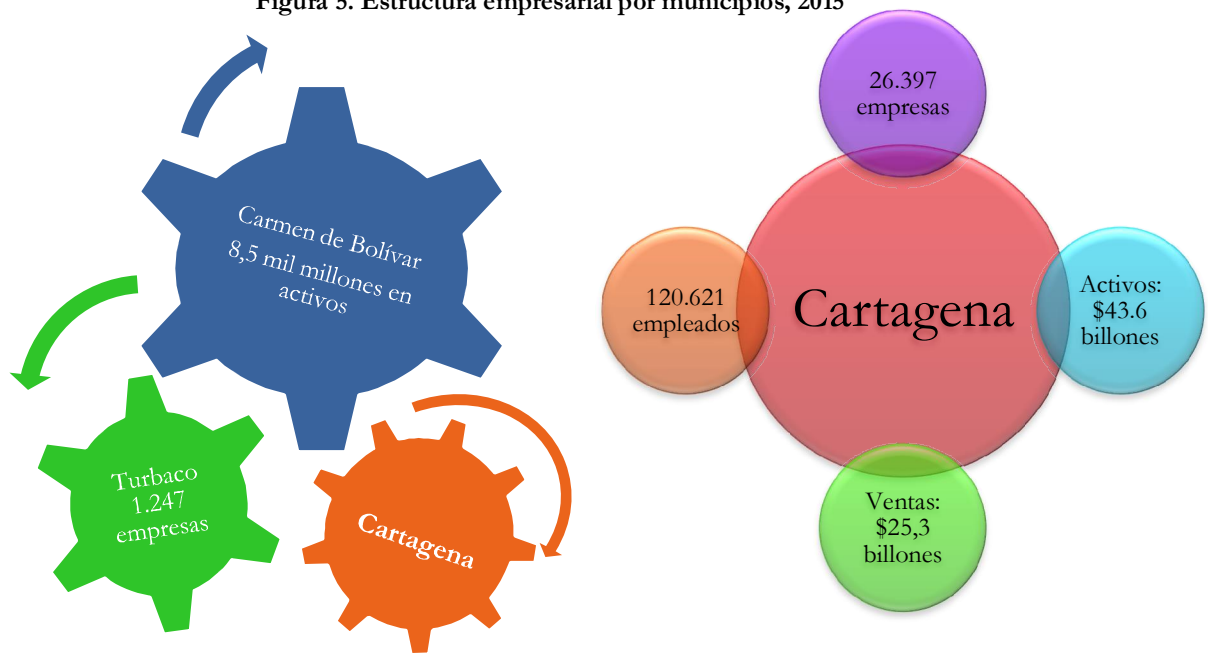 Figura 5. Estructura empresarial por municipios, 2015
Carmen de Bolívar
8,5 mil millones en
activos
Turbaco
1.247
empresas
Cartagena
26.397
empresas
120.621
empleados
Cartagena
Activos:
$43.6
billones
Ventas:
$25,3
billones